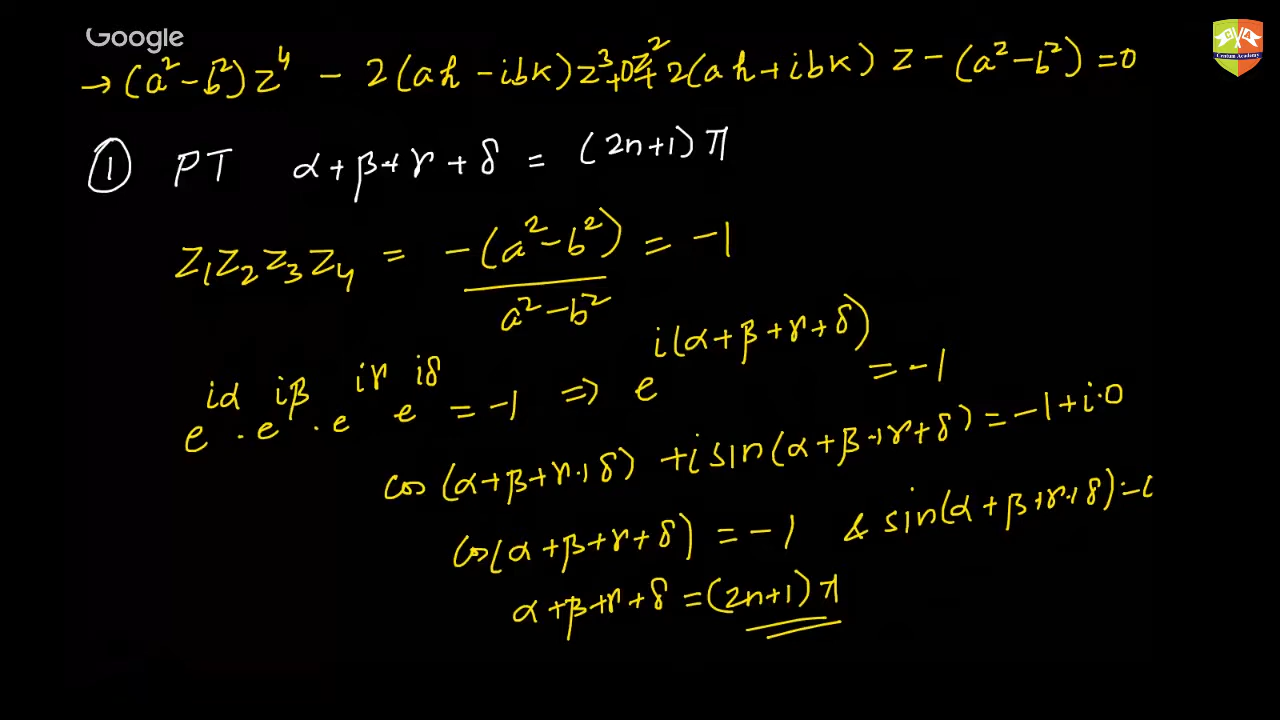 Google
→ (a²-b²)z⁴ - 2(ah-ibk)z³+0z²+2(ah+ibk)z-(a²-b²)=0
① PT α+β+γ+δ = (2n+1)π
z₁z₂z₃z₄ = -(a²-b²)/(a²-b²) = -1
e^{iα}·e^{iβ}·e^{iγ} e^{iδ} = -1 ⇒ e^{i(α+β+γ+δ)} = -1
cos(α+β+γ+δ) +i sin(α+β+γ+δ) = -1+i·0
cos(α+β+γ+δ) = -1 & sin(α+β+γ+δ)=0
α+β+γ+δ = (2n+1)π